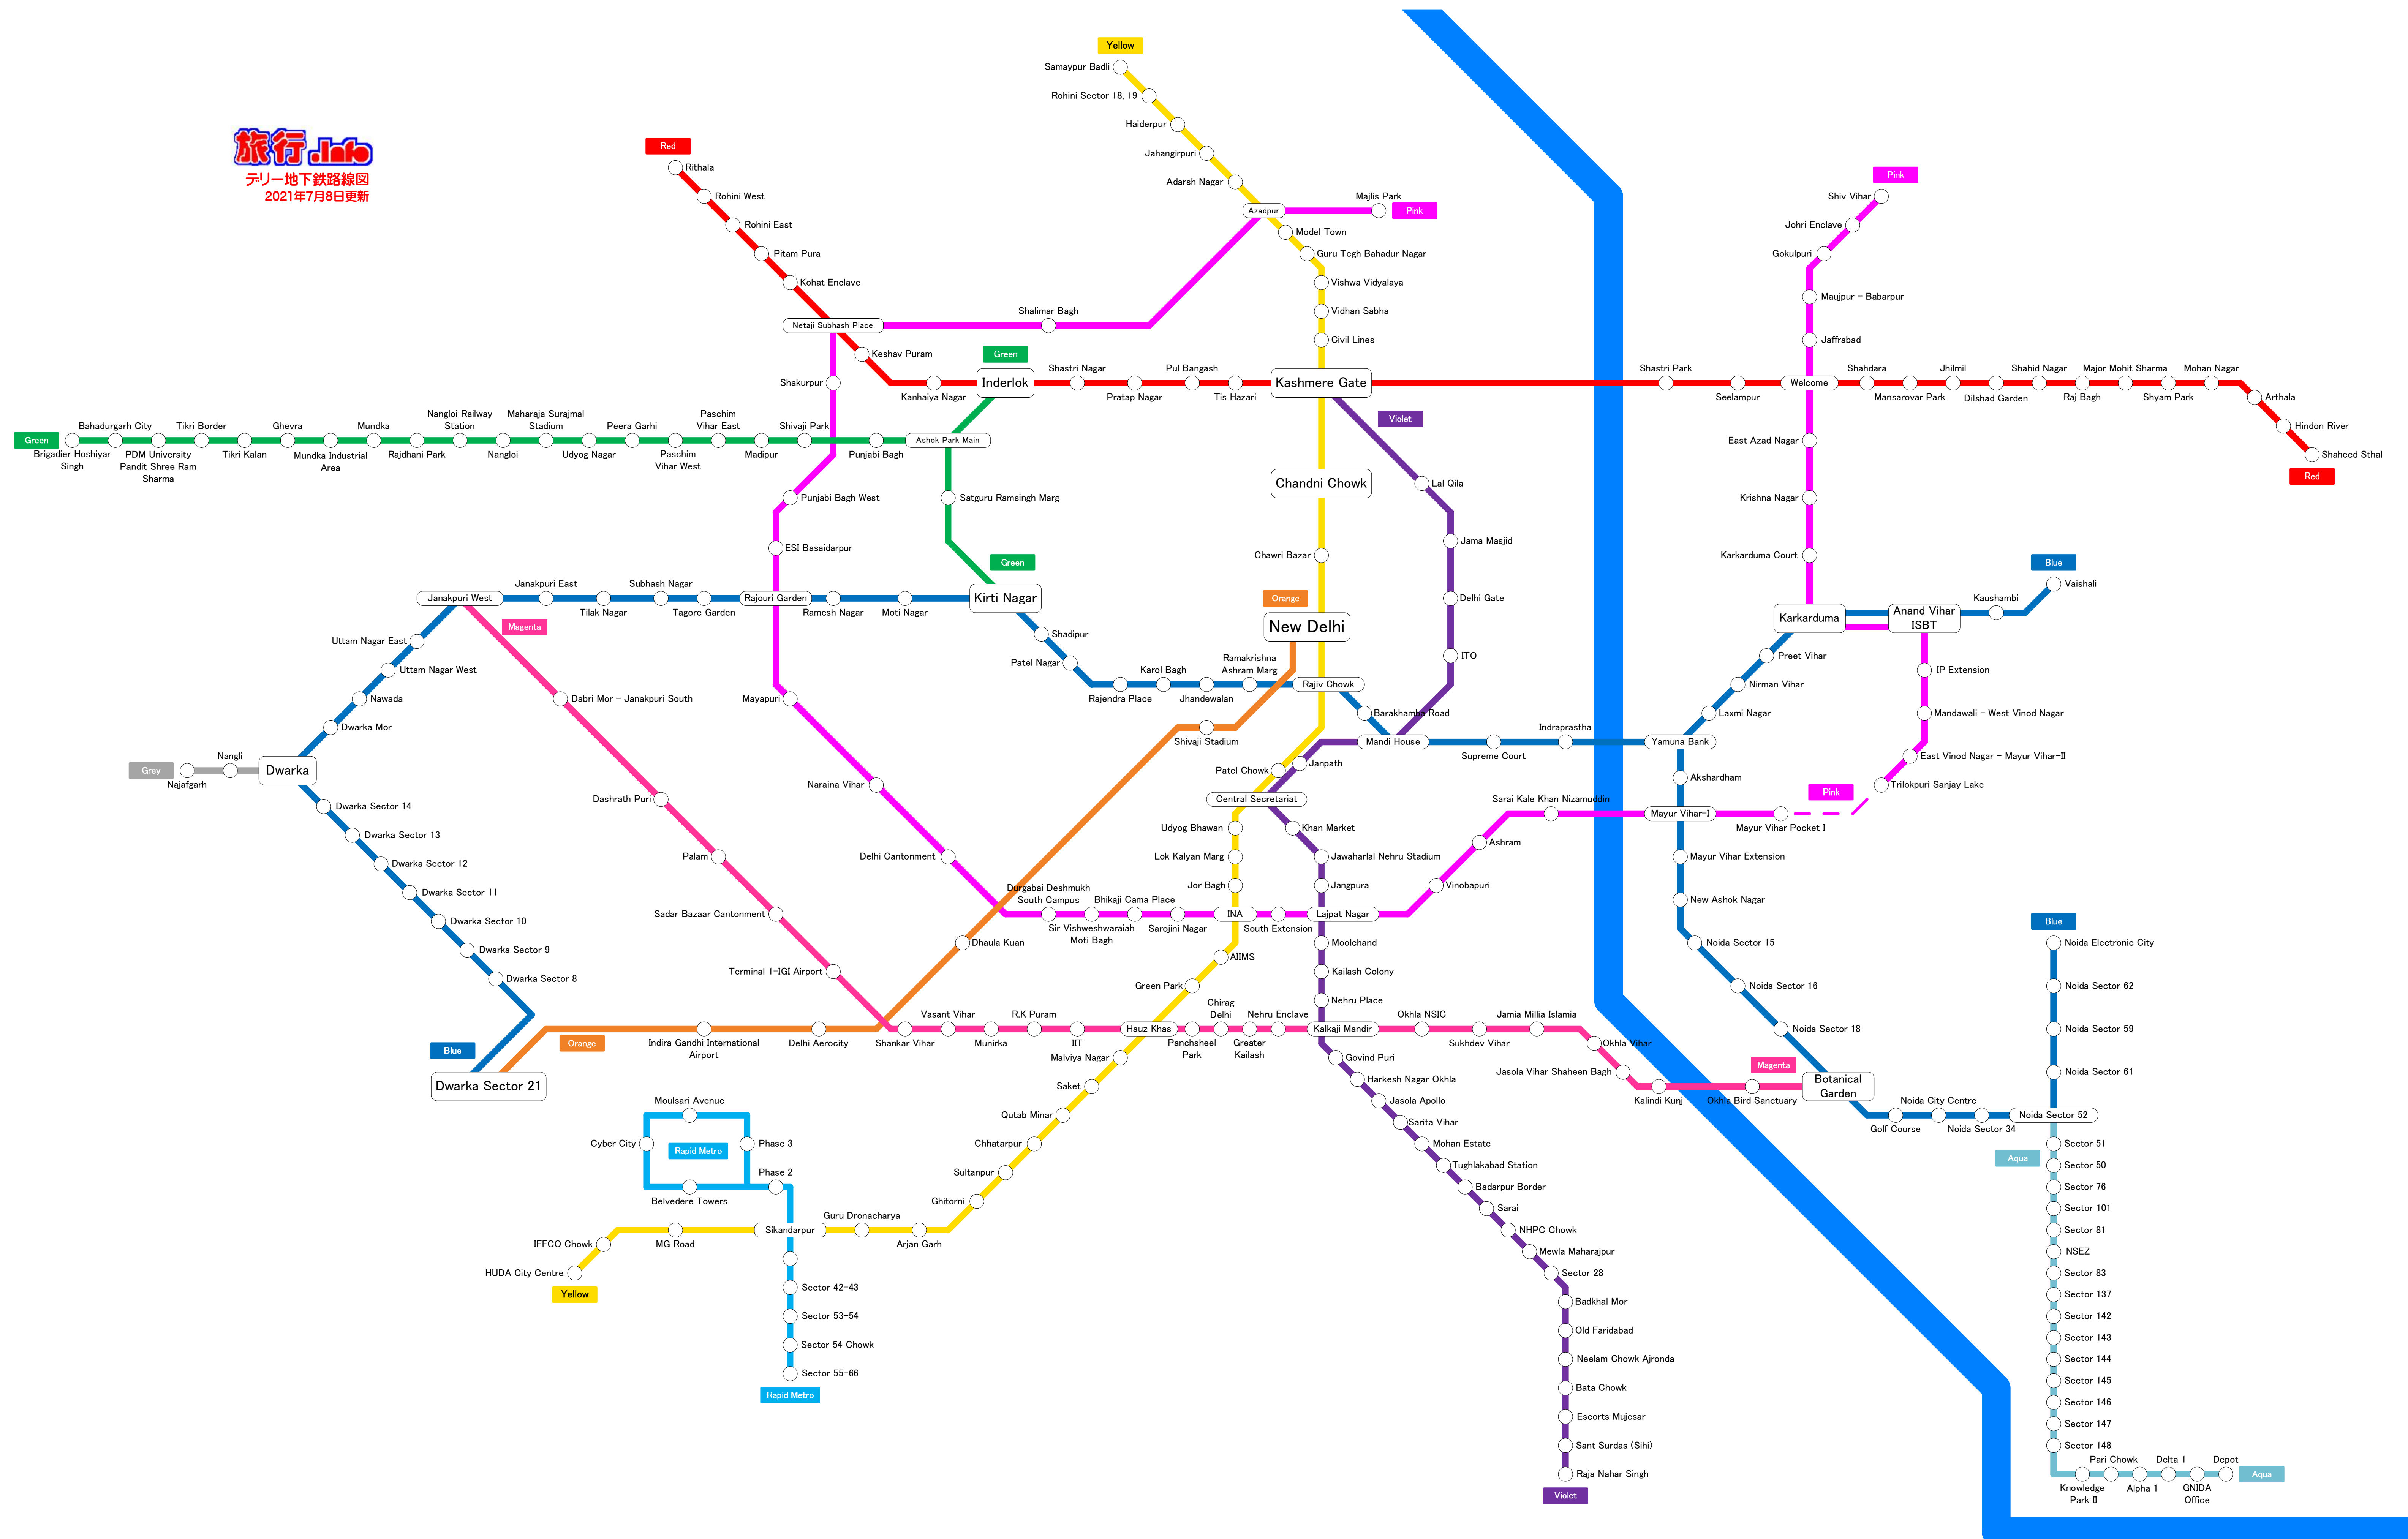 旅行.Info
デリー地下鉄路線図
2021年7月8日更新
Yellow
Samaypur Badli
Rohini Sector 18, 19
Haiderpur
Jahangirpuri
Adarsh Nagar
Azadpur
Majlis Park
Pink
Model Town
Guru Tegh Bahadur Nagar
Vishwa Vidyalaya
Vidhan Sabha
Civil Lines
Red
Rithala
Rohini West
Rohini East
Pitam Pura
Kohat Enclave
Netaji Subhash Place
Shalimar Bagh
Keshav Puram
Shakurpur
Kanhaiya Nagar
Green
Inderlok
Shastri Nagar
Pratap Nagar
Pul Bangash
Tis Hazari
Kashmere Gate
Violet
Shastri Park
Seelampur
Welcome
Shahdara
Mansarovar Park
Jhilmil
Dilshad Garden
Shahid Nagar
Raj Bagh
Major Mohit Sharma
Shyam Park
Mohan Nagar
Arthala
Hindon River
Shaheed Sthal
Red
Pink
Shiv Vihar
Johri Enclave
Gokulpuri
Maujpur - Babarpur
Jaffrabad
East Azad Nagar
Krishna Nagar
Karkarduma Court
Green
Brigadier Hoshiyar
Singh
Bahadurgarh City
PDM University
Pandit Shree Ram
Sharma
Tikri Border
Tikri Kalan
Ghevra
Mundka Industrial
Area
Mundka
Rajdhani Park
Nangloi Railway
Station
Nangloi
Maharaja Surajmal
Stadium
Udyog Nagar
Peera Garhi
Paschim
Vihar West
Paschim
Vihar East
Madipur
Shivaji Park
Punjabi Bagh
Ashok Park Main
Satguru Ramsingh Marg
Green
Kirti Nagar
Punjabi Bagh West
ESI Basaidarpur
Janakpuri West
Janakpuri East
Tilak Nagar
Subhash Nagar
Tagore Garden
Rajouri Garden
Ramesh Nagar
Moti Nagar
Magenta
Uttam Nagar East
Uttam Nagar West
Nawada
Dwarka Mor
Dwarka
Nangli
Najafgarh
Grey
Dwarka Sector 14
Dwarka Sector 13
Dwarka Sector 12
Dwarka Sector 11
Dwarka Sector 10
Dwarka Sector 9
Dwarka Sector 8
Blue
Dwarka Sector 21
Orange
Indira Gandhi International
Airport
Delhi Aerocity
Dhaula Kuan
Shivaji Stadium
Orange
New Delhi
Chandni Chowk
Chawri Bazar
Lal Qila
Jama Masjid
Delhi Gate
ITO
Shadipur
Patel Nagar
Rajendra Place
Karol Bagh
Jhandewalan
Ramakrishna
Ashram Marg
Rajiv Chowk
Barakhamba Road
Mandi House
Supreme Court
Indraprastha
Yamuna Bank
Laxmi Nagar
Nirman Vihar
Preet Vihar
Karkarduma
Anand Vihar
ISBT
Kaushambi
Vaishali
Blue
IP Extension
Mandawali - West Vinod Nagar
East Vinod Nagar - Mayur Vihar-II
Trilokpuri Sanjay Lake
Pink
Mayur Vihar Pocket I
Mayur Vihar-I
Sarai Kale Khan Nizamuddin
Ashram
Vinobapuri
Lajpat Nagar
South Extension
INA
Sarojini Nagar
Bhikaji Cama Place
Sir Vishweshwaraiah
Moti Bagh
Durgabai Deshmukh
South Campus
Delhi Cantonment
Naraina Vihar
Mayapuri
Dabri Mor - Janakpuri South
Dashrath Puri
Palam
Sadar Bazaar Cantonment
Terminal 1-IGI Airport
Shankar Vihar
Vasant Vihar
Munirka
R.K Puram
IIT
Hauz Khas
Panchsheel
Park
Chirag
Delhi
Greater
Kailash
Nehru Enclave
Kalkaji Mandir
Okhla NSIC
Sukhdev Vihar
Jamia Millia Islamia
Okhla Vihar
Jasola Vihar Shaheen Bagh
Kalindi Kunj
Okhla Bird Sanctuary
Magenta
Botanical
Garden
Patel Chowk
Janpath
Central Secretariat
Udyog Bhawan
Lok Kalyan Marg
Jor Bagh
Khan Market
Jawaharlal Nehru Stadium
Jangpura
Moolchand
Kailash Colony
Nehru Place
AIIMS
Green Park
Malviya Nagar
Saket
Qutab Minar
Chhatarpur
Sultanpur
Ghitorni
Arjan Garh
Guru Dronacharya
Sikandarpur
MG Road
IFFCO Chowk
HUDA City Centre
Yellow
Moulsari Avenue
Cyber City
Rapid Metro
Phase 3
Phase 2
Belvedere Towers
Sector 42-43
Sector 53-54
Sector 54 Chowk
Sector 55-66
Rapid Metro
Govind Puri
Harkesh Nagar Okhla
Jasola Apollo
Sarita Vihar
Mohan Estate
Tughlakabad Station
Badarpur Border
Sarai
NHPC Chowk
Mewla Maharajpur
Sector 28
Badkhal Mor
Old Faridabad
Neelam Chowk Ajronda
Bata Chowk
Escorts Mujesar
Sant Surdas (Sihi)
Raja Nahar Singh
Violet
Akshardham
Mayur Vihar Extension
New Ashok Nagar
Noida Sector 15
Noida Sector 16
Noida Sector 18
Golf Course
Noida City Centre
Noida Sector 34
Noida Sector 52
Blue
Noida Electronic City
Noida Sector 62
Noida Sector 59
Noida Sector 61
Aqua
Sector 51
Sector 50
Sector 76
Sector 101
Sector 81
NSEZ
Sector 83
Sector 137
Sector 142
Sector 143
Sector 144
Sector 145
Sector 146
Sector 147
Sector 148
Knowledge
Park II
Pari Chowk
Alpha 1
Delta 1
GNIDA
Office
Depot
Aqua